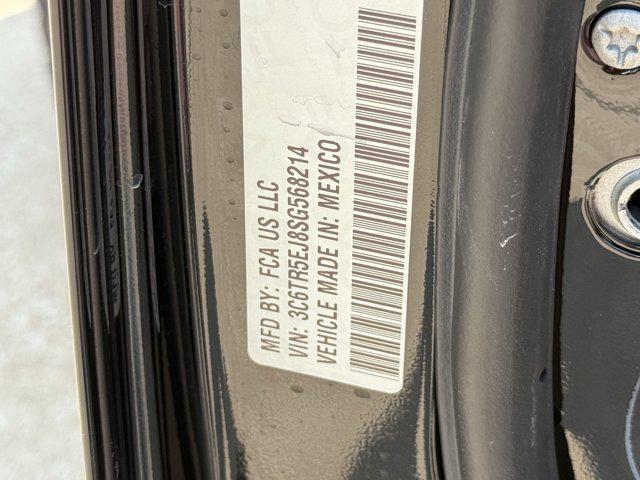 MFD BY: FCA US LLC
VIN: 3C6TR5EJ8SG568214
VEHICLE MADE IN: MEXICO